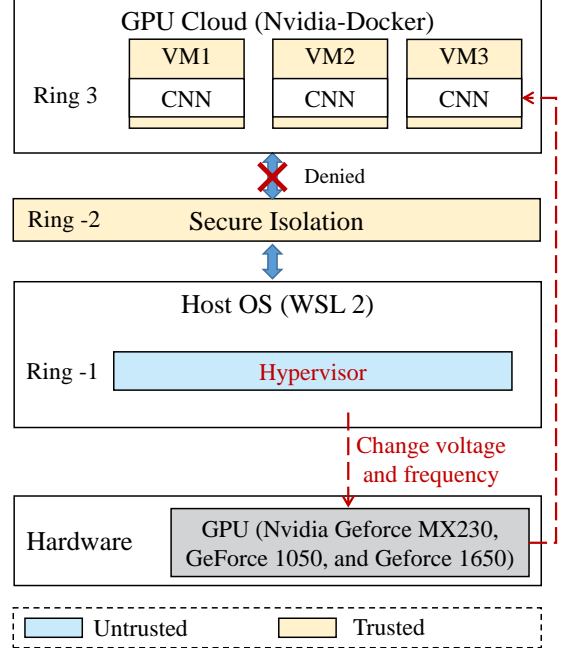 GPU Cloud (Nvidia-Docker)
VM1 VM2 VM3
Ring 3
CNN CNN CNN
Denied
Ring -2 Secure Isolation
Host OS (WSL 2)
Ring -1 Hypervisor
Change voltage
and frequency
Hardware
GPU (Nvidia Geforce MX230,
GeForce 1050, and Geforce 1650)
Untrusted Trusted